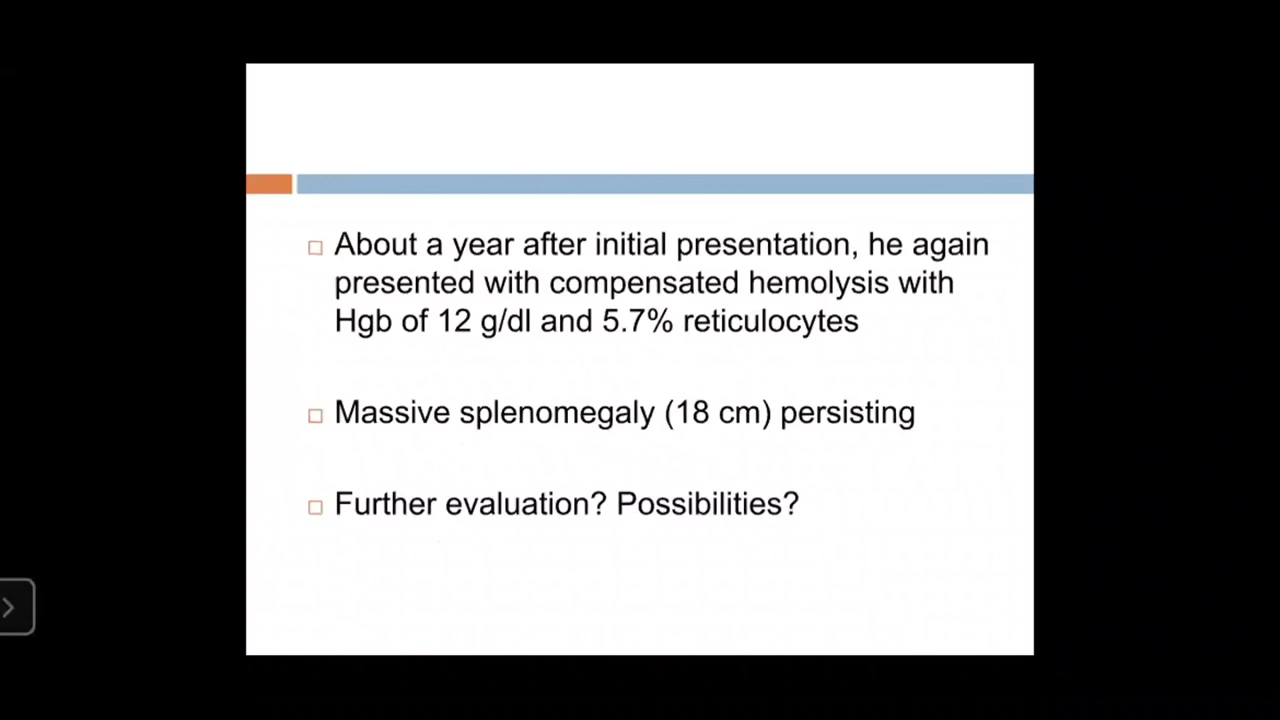 About a year after initial presentation, he again
presented with compensated hemolysis with
Hgb of 12 g/dl and 5.7% reticulocytes
Massive splenomegaly (18 cm) persisting
Further evaluation? Possibilities?